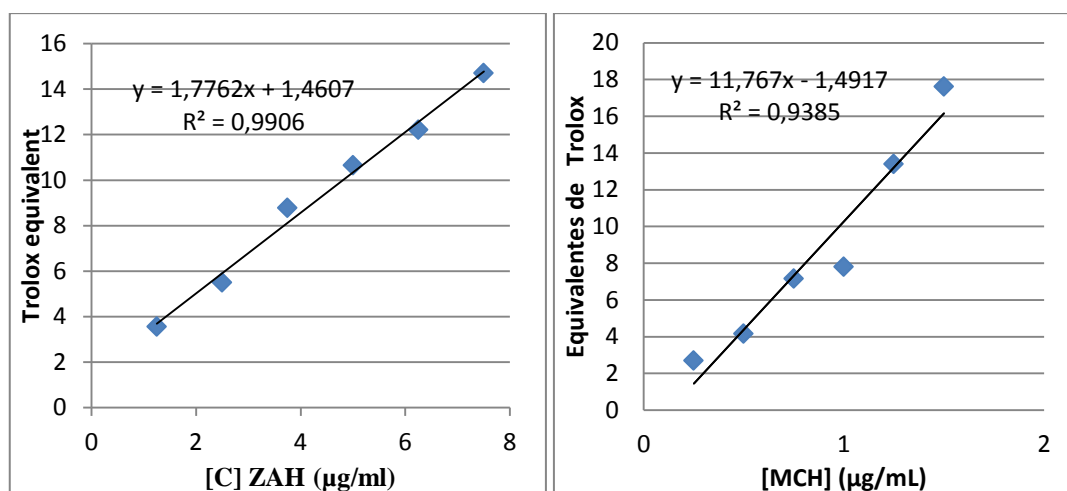 16
14
12
10
8
6
4
2
0
Trolox equivalent
y = 1,7762x + 1,4607
R² = 0,9906
0 2 4 6 8
[C] ZAH (µg/ml)
20
18
16
14
12
10
8
6
4
2
0
Equivalentes de Trolox
y = 11,767x - 1,4917
R² = 0,9385
0 1 2
[MCH] (µg/mL)